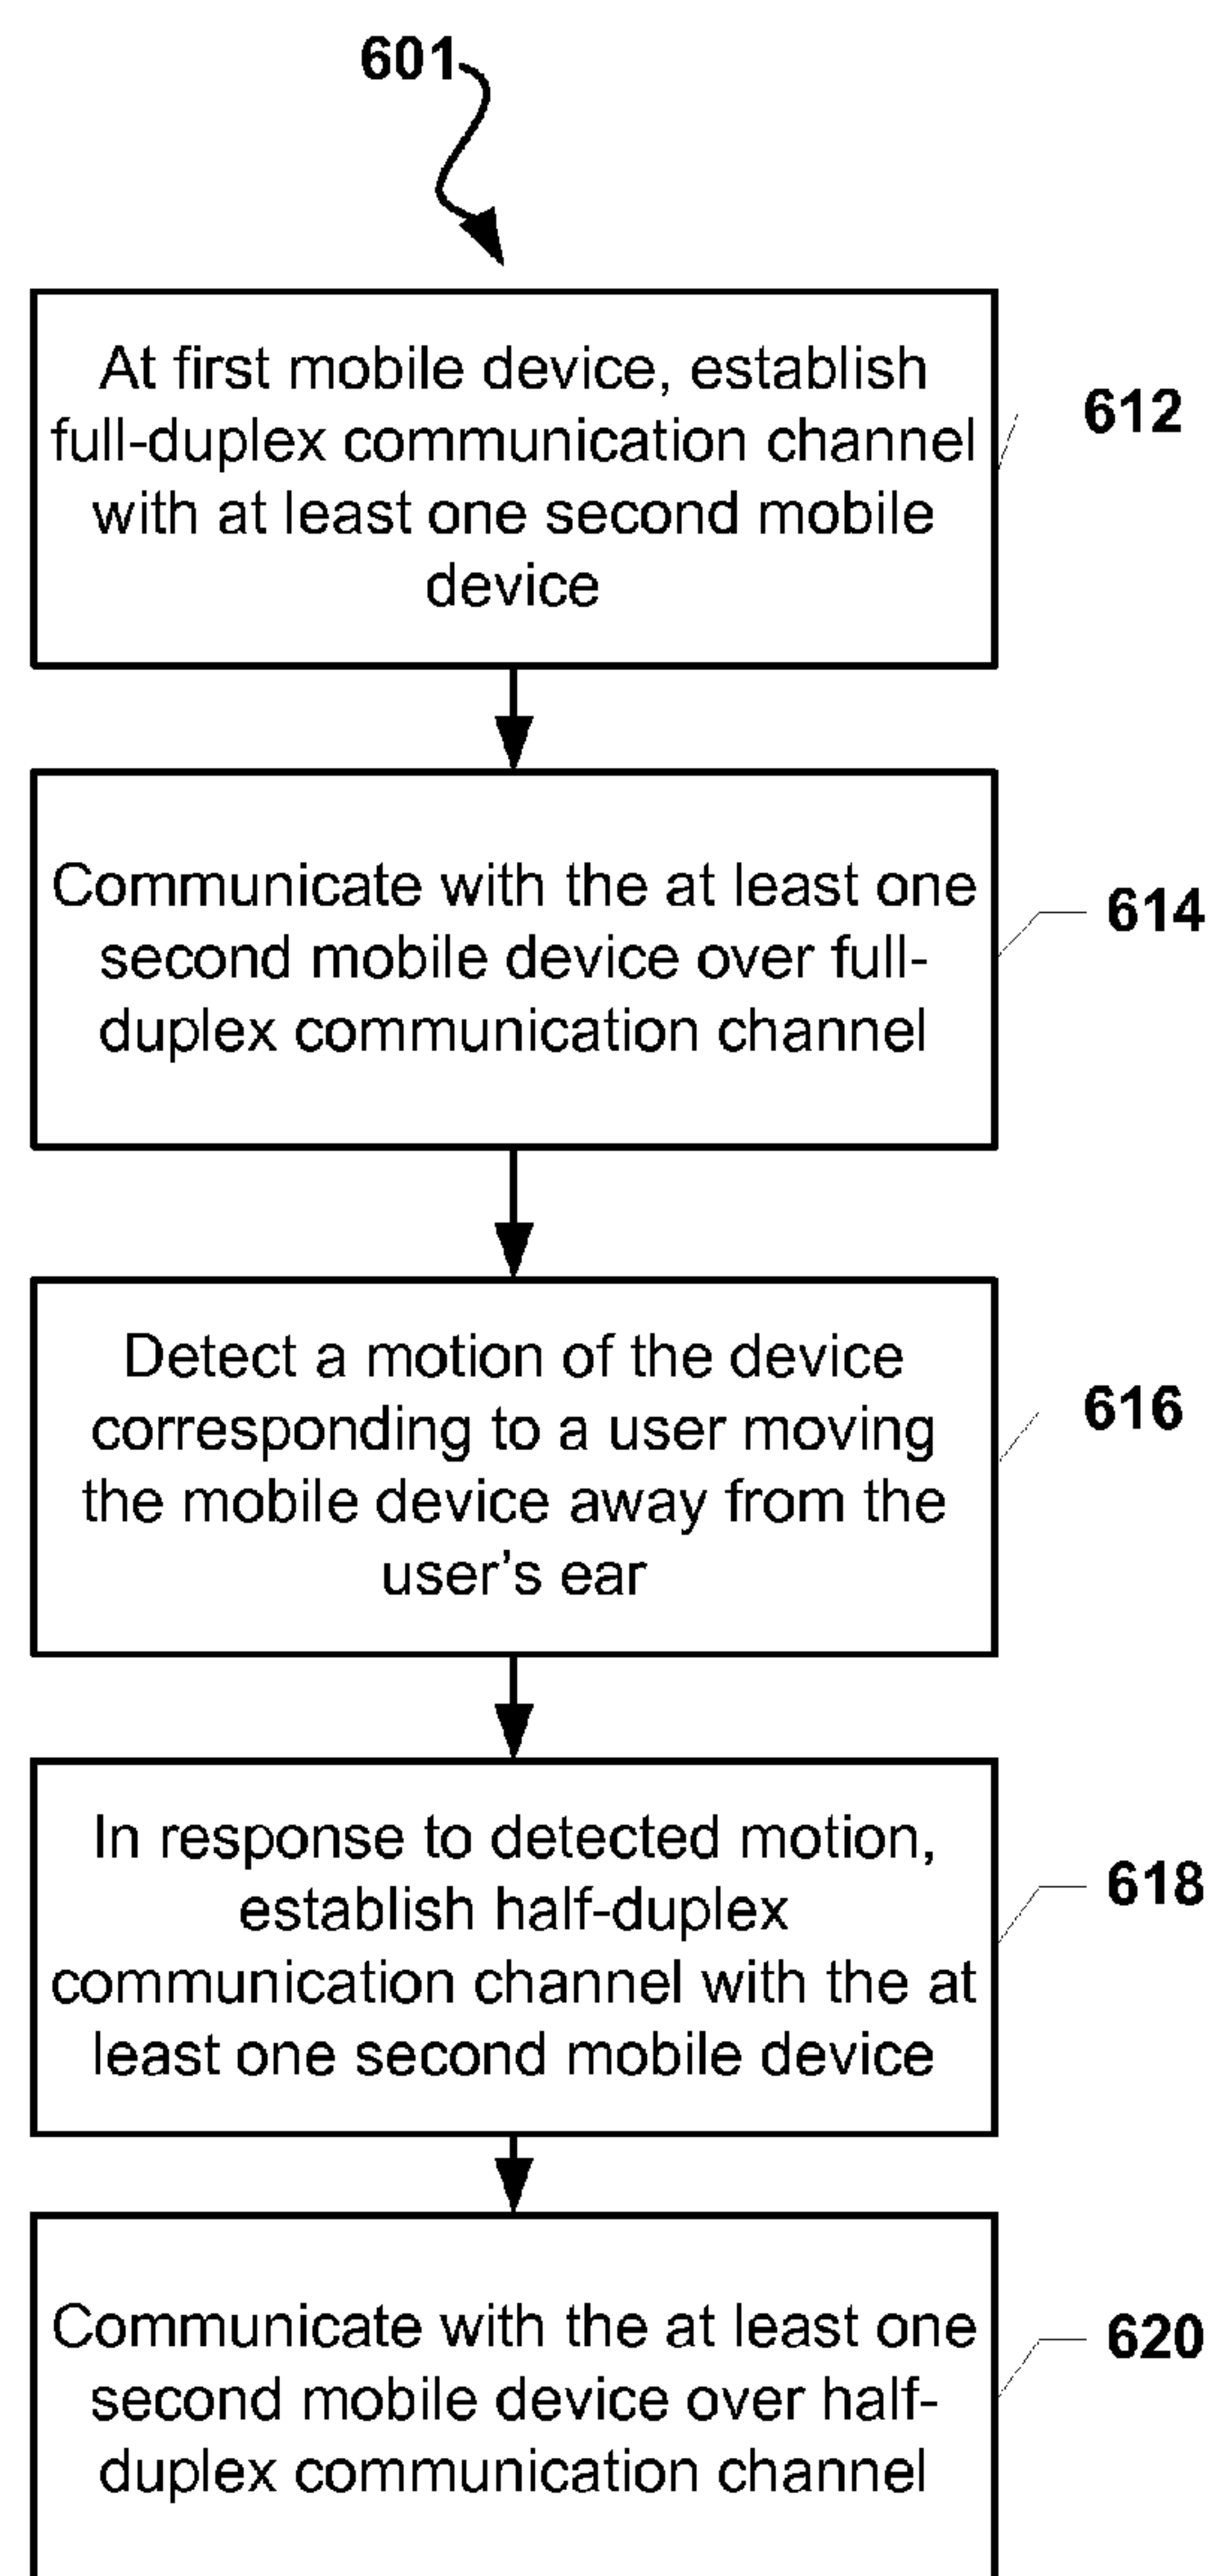 601
At first mobile device, establish
full-duplex communication channel
with at least one second mobile
device
612
Communicate with the at least one
second mobile device over full-
duplex communication channel
614
Detect a motion of the device
corresponding to a user moving
the mobile device away from the
user's ear
616
In response to detected motion,
establish half-duplex
communication channel with the at
least one second mobile device
618
Communicate with the at least one
second mobile device over half-
duplex communication channel
620